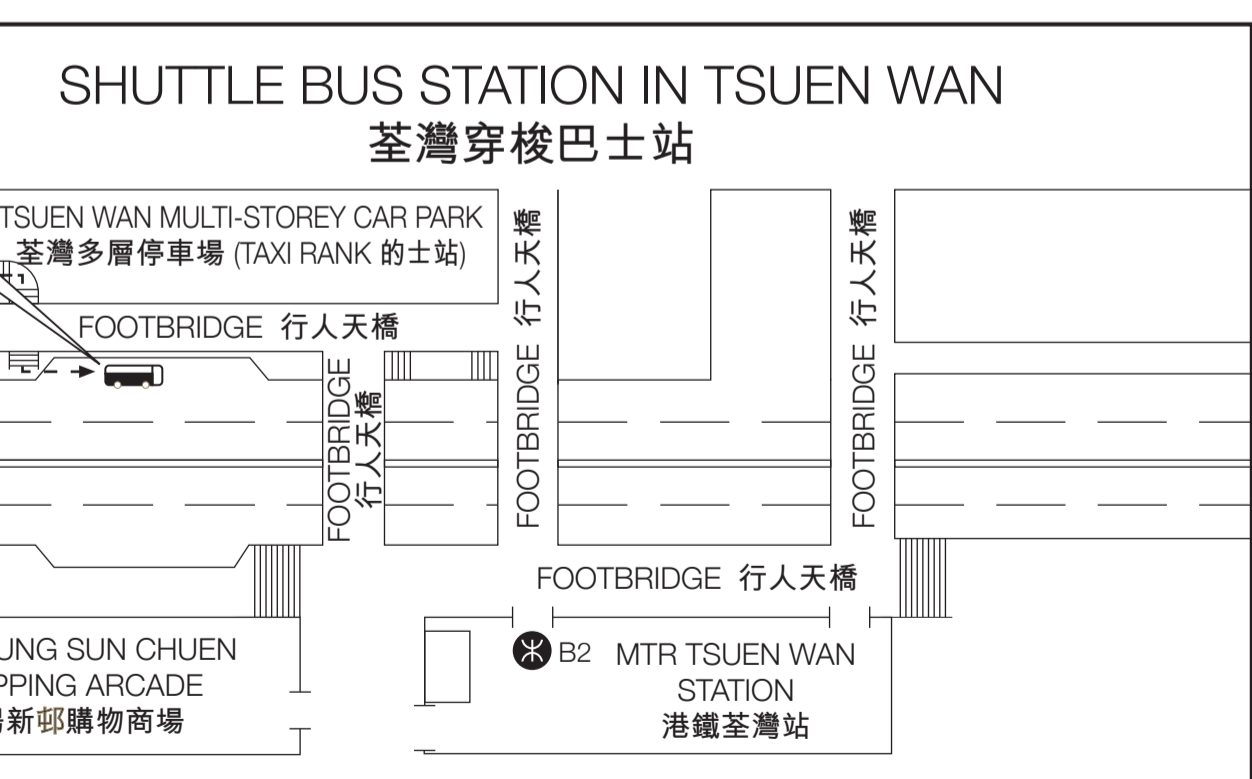 SHUTTLE BUS STATION IN TSUEN WAN
荃灣穿梭巴士站
TSUEN WAN MULTI-STOREY CAR PARK
荃灣多層停車場 (TAXI RANK 的士站)
FOOTBRIDGE 行人天橋
FOOTBRIDGE 行人天橋
FOOTBRIDGE 行人天橋
FOOTBRIDGE
行人天橋
FOOTBRIDGE 行人天橋
B2
MTR TSUEN WAN
STATION
港鐵荃灣站
UNG SUN CHUEN
PPING ARCADE
新邨購物商場